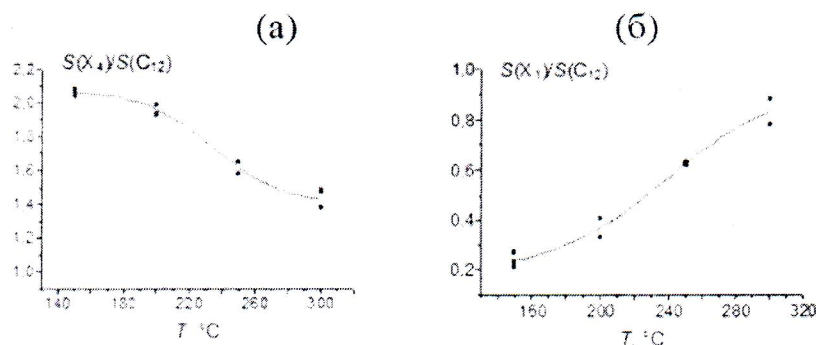 (а)
(б)
S(X₄)/S(C₁₂)
2.2
2.0
1.8
1.6
1.4
1.2
1.0
140 180 220 260 300
T, °C
S(X₁)/S(C₁₂)
1.0
0.8
0.6
0.4
0.2
200 240 280 320
T, °C